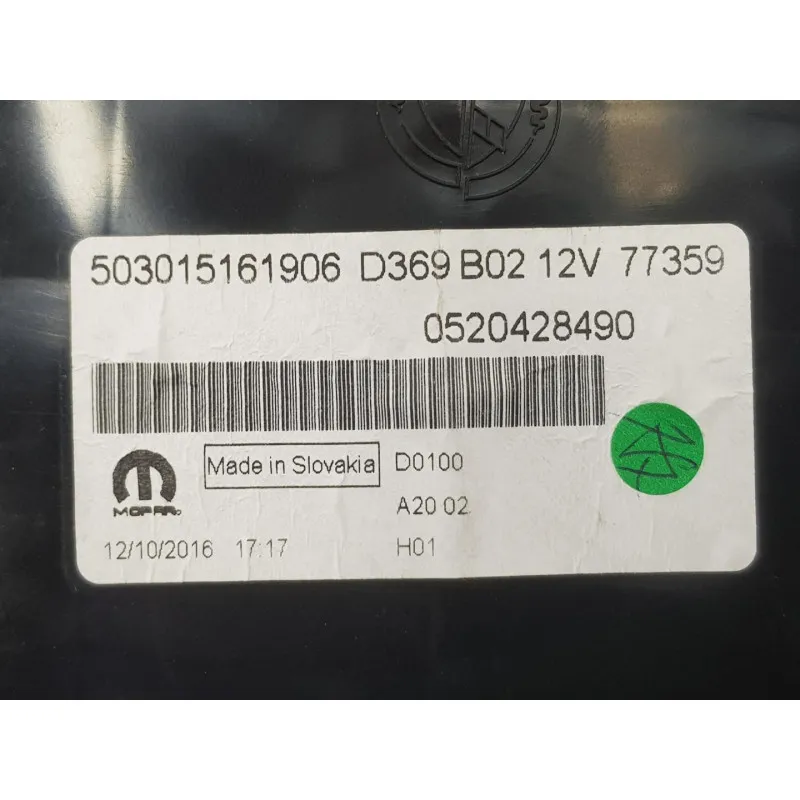 503015161906 D369 B02 12V 77359
0520428490
Made in Slovakia D0100
MOPAR
A20 02
12/10/2016 17:17 H01